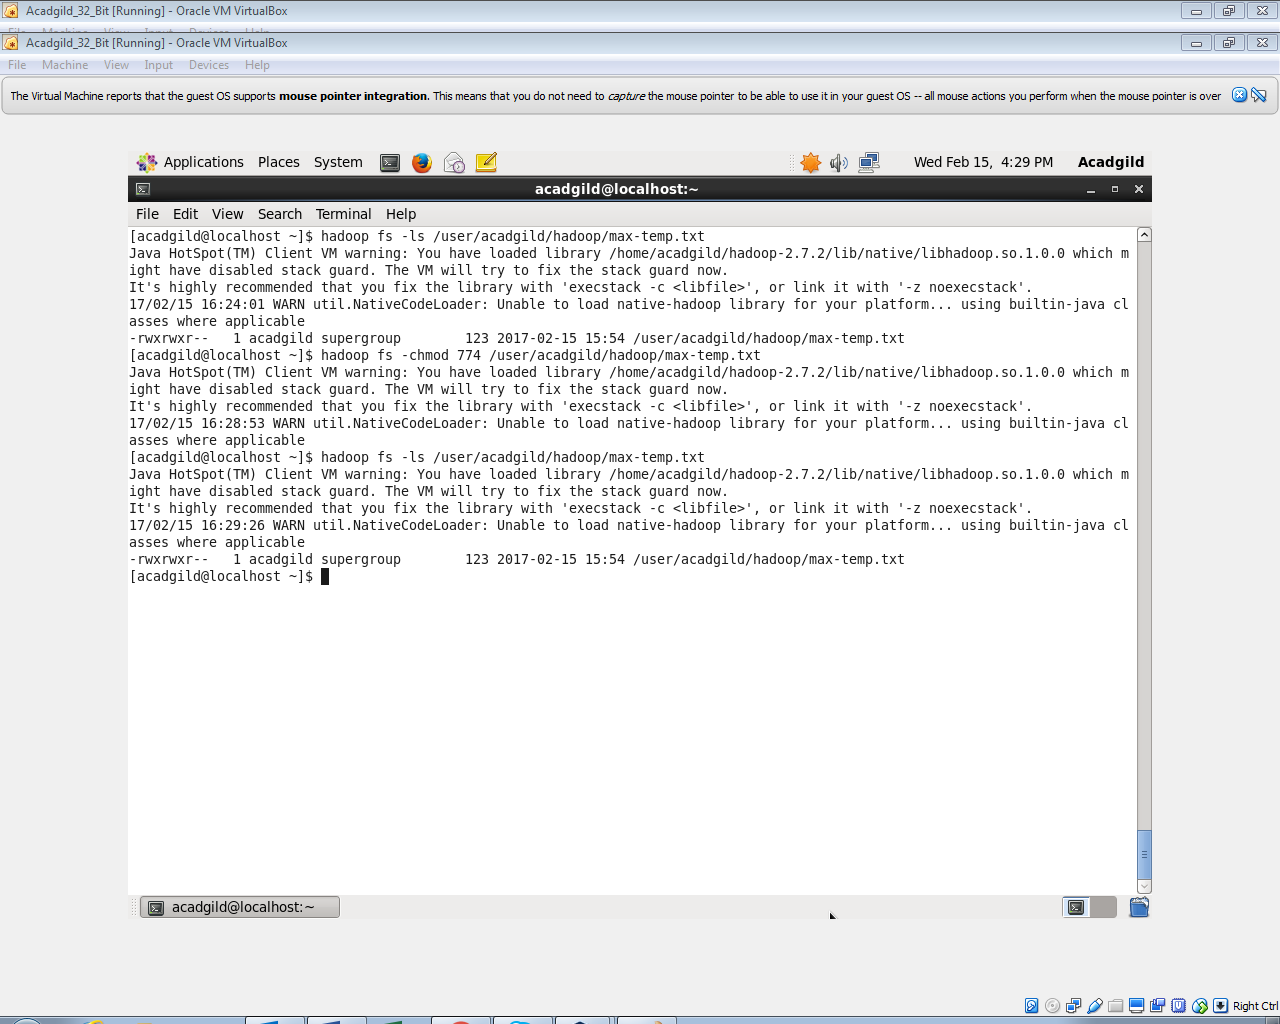 Acadgild_32_Bit [Running] - Oracle VM VirtualBox
Acadgild_32_Bit [Running] - Oracle VM VirtualBox
File Machine View Input Devices Help
The Virtual Machine reports that the guest OS supports mouse pointer integration. This means that you do not need to capture the mouse pointer to be able to use it in your guest OS -- all mouse actions you perform when the mouse pointer is over
Applications Places System Wed Feb 15, 4:29 PM Acadgild
acadgild@localhost:~
File Edit View Search Terminal Help
[acadgild@localhost ~]$ hadoop fs -ls /user/acadgild/hadoop/max-temp.txt
Java HotSpot(TM) Client VM warning: You have loaded library /home/acadgild/hadoop-2.7.2/lib/native/libhadoop.so.1.0.0 which m
ight have disabled stack guard. The VM will try to fix the stack guard now.
It's highly recommended that you fix the library with 'execstack -c <libfile>', or link it with '-z noexecstack'.
17/02/15 16:24:01 WARN util.NativeCodeLoader: Unable to load native-hadoop library for your platform... using builtin-java cl
asses where applicable
-rwxrwxr--   1 acadgild supergroup        123 2017-02-15 15:54 /user/acadgild/hadoop/max-temp.txt
[acadgild@localhost ~]$ hadoop fs -chmod 774 /user/acadgild/hadoop/max-temp.txt
Java HotSpot(TM) Client VM warning: You have loaded library /home/acadgild/hadoop-2.7.2/lib/native/libhadoop.so.1.0.0 which m
ight have disabled stack guard. The VM will try to fix the stack guard now.
It's highly recommended that you fix the library with 'execstack -c <libfile>', or link it with '-z noexecstack'.
17/02/15 16:28:53 WARN util.NativeCodeLoader: Unable to load native-hadoop library for your platform... using builtin-java cl
asses where applicable
[acadgild@localhost ~]$ hadoop fs -ls /user/acadgild/hadoop/max-temp.txt
Java HotSpot(TM) Client VM warning: You have loaded library /home/acadgild/hadoop-2.7.2/lib/native/libhadoop.so.1.0.0 which m
ight have disabled stack guard. The VM will try to fix the stack guard now.
It's highly recommended that you fix the library with 'execstack -c <libfile>', or link it with '-z noexecstack'.
17/02/15 16:29:26 WARN util.NativeCodeLoader: Unable to load native-hadoop library for your platform... using builtin-java cl
asses where applicable
-rwxrwxr--   1 acadgild supergroup        123 2017-02-15 15:54 /user/acadgild/hadoop/max-temp.txt
[acadgild@localhost ~]$
acadgild@localhost:~
Right Ctrl